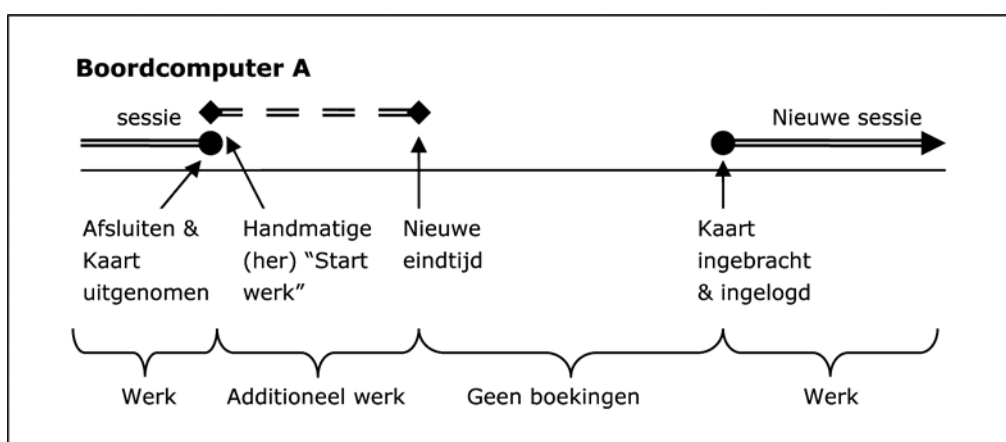 Boordcomputer A
sessie
Nieuwe sessie
Afsluiten &
Kaart
uitgenomen
Handmatige
(her) “Start
werk”
Nieuwe
eindtijd
Kaart
ingebracht
& ingelogd
Werk
Additioneel werk
Geen boekingen
Werk